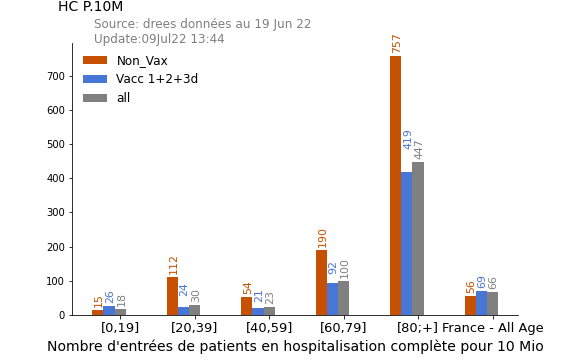 HC P.10M
Source: drees données au 19 Jun 22
Update:09Jul22 13:44
Non_Vax
Vacc 1+2+3d
all
700
600
500
400
300
200
100
0
15 26 18
112 24 30
54 21 23
190 92 100
757 419 447
56 69 66
[0,19] [20,39] [40,59] [60,79] [80;+] France - All Age
Nombre d'entrées de patients en hospitalisation complète pour 10 Mio